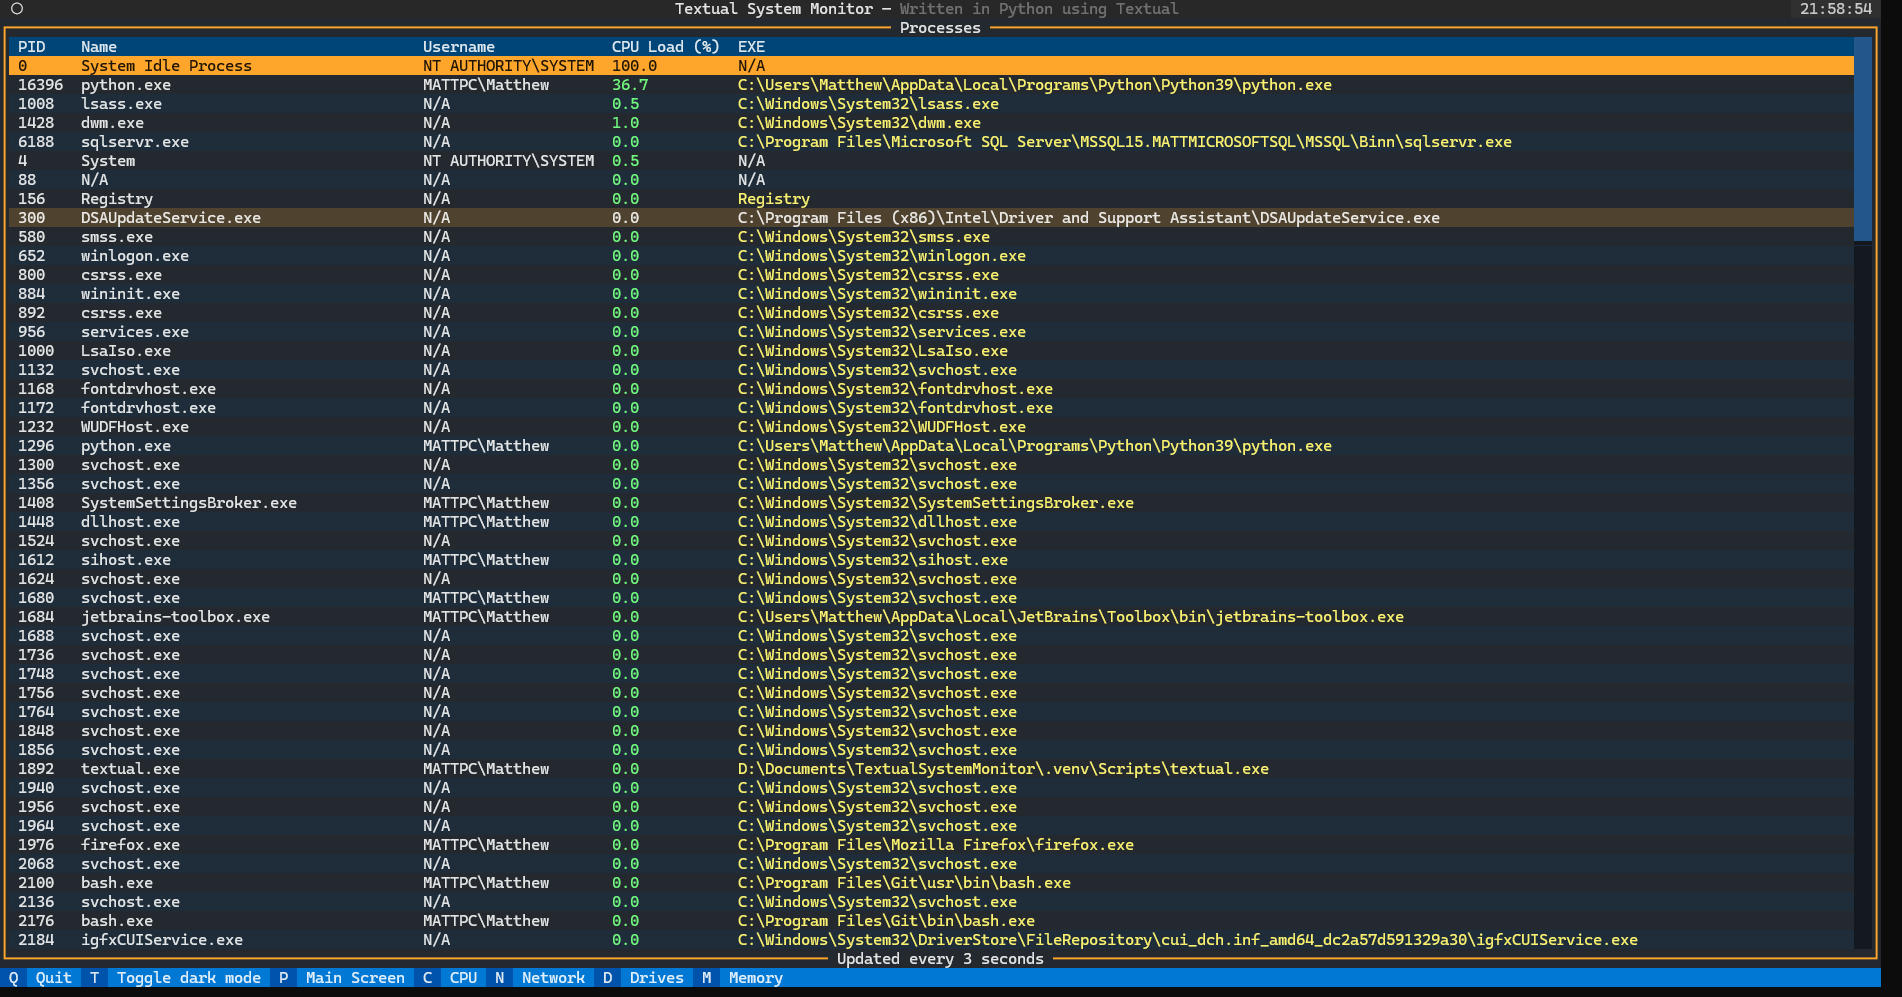 Textual System Monitor — Written in Python using Textual 21:58:54
Processes
PID Name Username CPU Load (%) EXE
0 System Idle Process NT AUTHORITY\SYSTEM 100.0 N/A
16396 python.exe MATTPC\Matthew 36.7 C:\Users\Matthew\AppData\Local\Programs\Python\Python39\python.exe
1008 lsass.exe N/A 0.5 C:\Windows\System32\lsass.exe
1428 dwm.exe N/A 1.0 C:\Windows\System32\dwm.exe
6188 sqlservr.exe N/A 0.0 C:\Program Files\Microsoft SQL Server\MSSQL15.MATTMICROSOFTSQL\MSSQL\Binn\sqlservr.exe
4 System NT AUTHORITY\SYSTEM 0.5 N/A
88 N/A N/A 0.0 N/A
156 Registry N/A 0.0 Registry
300 DSAUpdateService.exe N/A 0.0 C:\Program Files (x86)\Intel\Driver and Support Assistant\DSAUpdateService.exe
580 smss.exe N/A 0.0 C:\Windows\System32\smss.exe
652 winlogon.exe N/A 0.0 C:\Windows\System32\winlogon.exe
800 csrss.exe N/A 0.0 C:\Windows\System32\csrss.exe
884 wininit.exe N/A 0.0 C:\Windows\System32\wininit.exe
892 csrss.exe N/A 0.0 C:\Windows\System32\csrss.exe
956 services.exe N/A 0.0 C:\Windows\System32\services.exe
1000 LsaIso.exe N/A 0.0 C:\Windows\System32\LsaIso.exe
1132 svchost.exe N/A 0.0 C:\Windows\System32\svchost.exe
1168 fontdrvhost.exe N/A 0.0 C:\Windows\System32\fontdrvhost.exe
1172 fontdrvhost.exe N/A 0.0 C:\Windows\System32\fontdrvhost.exe
1232 WUDFHost.exe N/A 0.0 C:\Windows\System32\WUDFHost.exe
1296 python.exe MATTPC\Matthew 0.0 C:\Users\Matthew\AppData\Local\Programs\Python\Python39\python.exe
1300 svchost.exe N/A 0.0 C:\Windows\System32\svchost.exe
1356 svchost.exe N/A 0.0 C:\Windows\System32\svchost.exe
1408 SystemSettingsBroker.exe MATTPC\Matthew 0.0 C:\Windows\System32\SystemSettingsBroker.exe
1448 dllhost.exe MATTPC\Matthew 0.0 C:\Windows\System32\dllhost.exe
1524 svchost.exe N/A 0.0 C:\Windows\System32\svchost.exe
1612 sihost.exe MATTPC\Matthew 0.0 C:\Windows\System32\sihost.exe
1624 svchost.exe N/A 0.0 C:\Windows\System32\svchost.exe
1680 svchost.exe MATTPC\Matthew 0.0 C:\Windows\System32\svchost.exe
1684 jetbrains-toolbox.exe MATTPC\Matthew 0.0 C:\Users\Matthew\AppData\Local\JetBrains\Toolbox\bin\jetbrains-toolbox.exe
1688 svchost.exe N/A 0.0 C:\Windows\System32\svchost.exe
1736 svchost.exe N/A 0.0 C:\Windows\System32\svchost.exe
1748 svchost.exe N/A 0.0 C:\Windows\System32\svchost.exe
1756 svchost.exe N/A 0.0 C:\Windows\System32\svchost.exe
1764 svchost.exe N/A 0.0 C:\Windows\System32\svchost.exe
1848 svchost.exe N/A 0.0 C:\Windows\System32\svchost.exe
1856 svchost.exe N/A 0.0 C:\Windows\System32\svchost.exe
1892 textual.exe MATTPC\Matthew 0.0 D:\Documents\TextualSystemMonitor\.venv\Scripts\textual.exe
1940 svchost.exe N/A 0.0 C:\Windows\System32\svchost.exe
1956 svchost.exe N/A 0.0 C:\Windows\System32\svchost.exe
1964 svchost.exe N/A 0.0 C:\Windows\System32\svchost.exe
1976 firefox.exe MATTPC\Matthew 0.0 C:\Program Files\Mozilla Firefox\firefox.exe
2068 svchost.exe N/A 0.0 C:\Windows\System32\svchost.exe
2100 bash.exe MATTPC\Matthew 0.0 C:\Program Files\Git\usr\bin\bash.exe
2136 svchost.exe N/A 0.0 C:\Windows\System32\svchost.exe
2176 bash.exe MATTPC\Matthew 0.0 C:\Program Files\Git\bin\bash.exe
2184 igfxCUIService.exe N/A 0.0 C:\Windows\System32\DriverStore\FileRepository\cui_dch.inf_amd64_dc2a57d591329a30\igfxCUIService.exe
Updated every 3 seconds
Q Quit T Toggle dark mode P Main Screen C CPU N Network D Drives M Memory